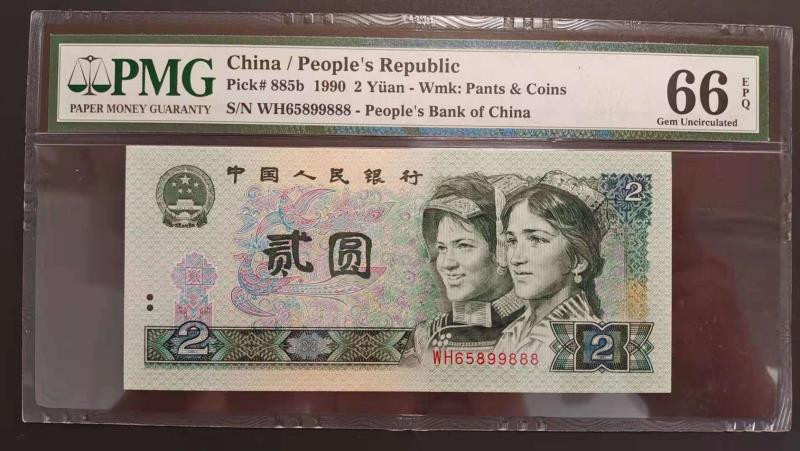 PMG
PAPER MONEY GUARANTY
China / People's Republic
Pick# 885b 1990 2 Yüan - Wmk: Pants & Coins
S/N WH65899888 - People's Bank of China
66 EPQ
Gem Uncirculated
中国人民银行
2
贰圆
2
WH65899888
2